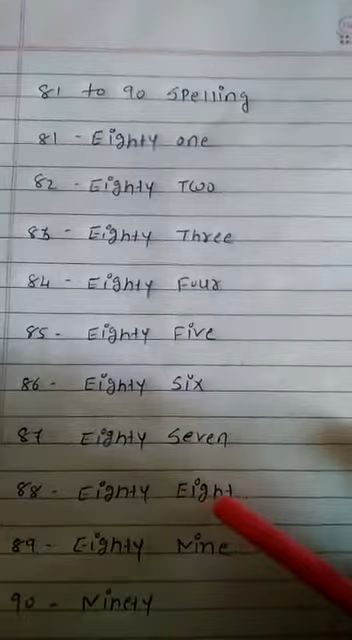 81 to 90 Spelling
81 - Eighty one
82 - Eighty Two
83 - Eighty Three
84 - Eighty Four
85 - Eighty Five
86 - Eighty Six
87 Eighty Seven
88 - Eighty Eight
89 - Eighty Nine
90 - Ninety